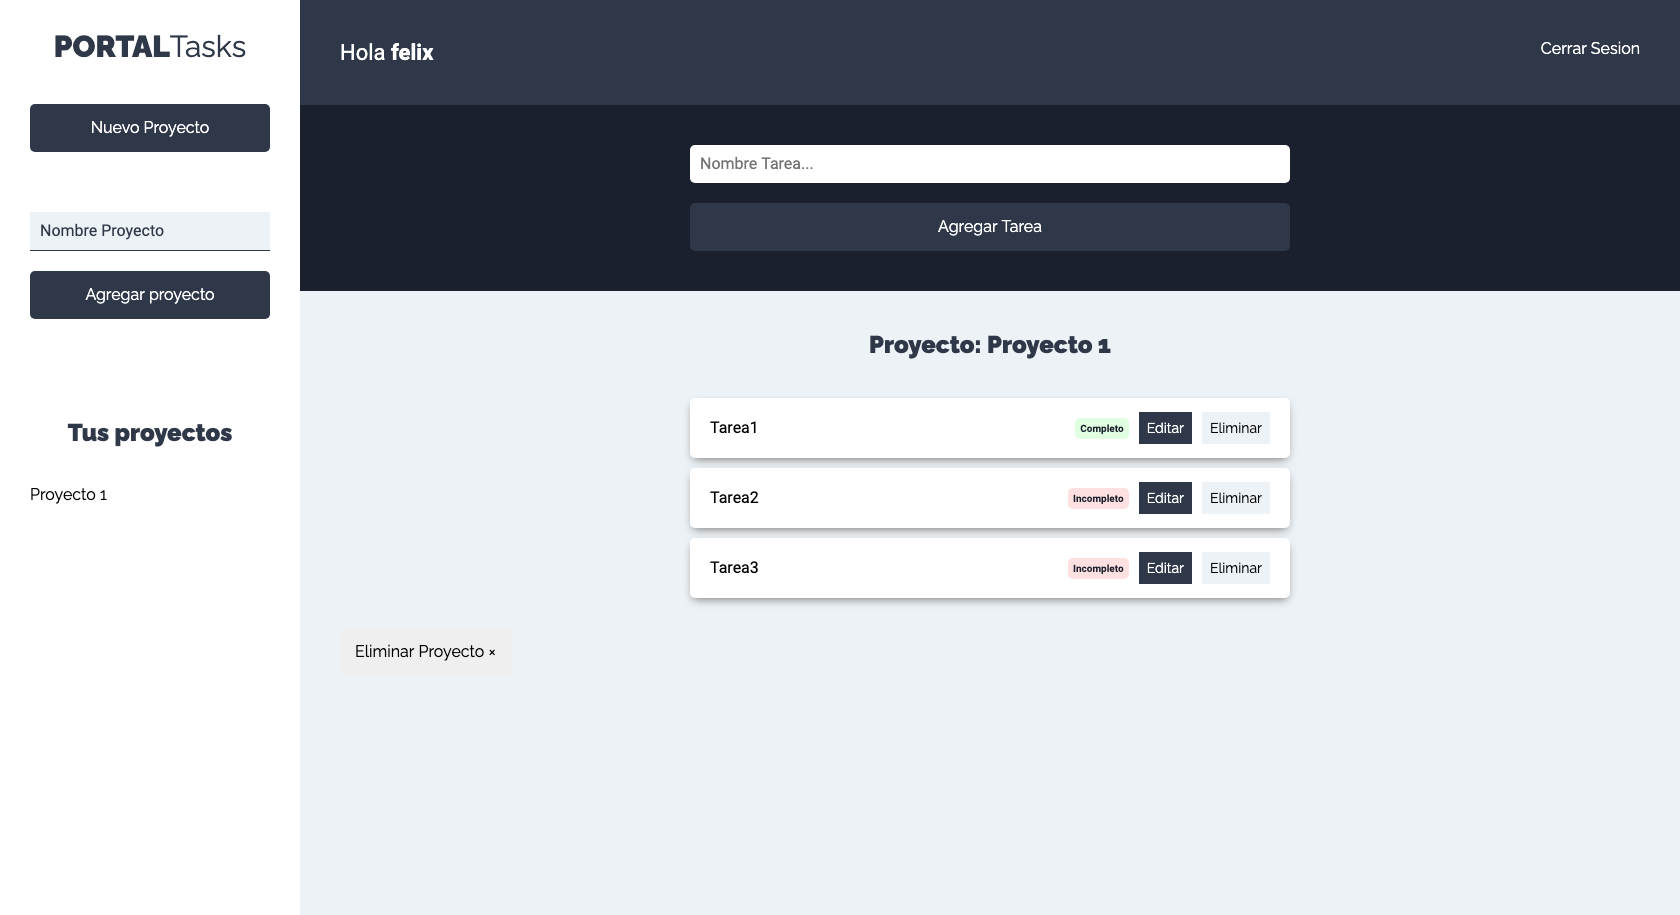 PORTALTasks
Nuevo Proyecto
Nombre Proyecto
Agregar proyecto
Tus proyectos
Proyecto 1
Hola felix
Cerrar Sesion
Nombre Tarea...
Agregar Tarea
Proyecto: Proyecto 1
Tarea1 Completo Editar Eliminar
Tarea2 Incompleto Editar Eliminar
Tarea3 Incompleto Editar Eliminar
Eliminar Proyecto ×